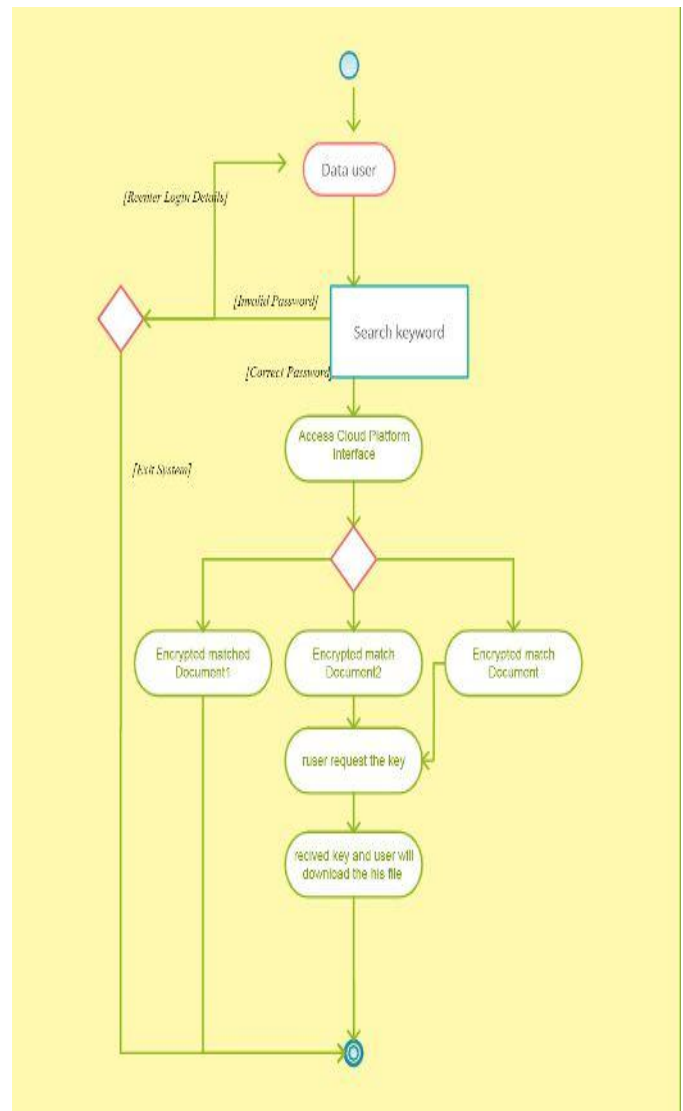 Data user
[Reenter Login Details]
[Invalid Password]
Search keyword
[Correct Password]
Access Cloud Platform
Interface
[Exit System]
Encrypted matched
Document1
Encrypted match
Document2
Encrypted match
Document
ruser request the key
recived key and user will
download the his file